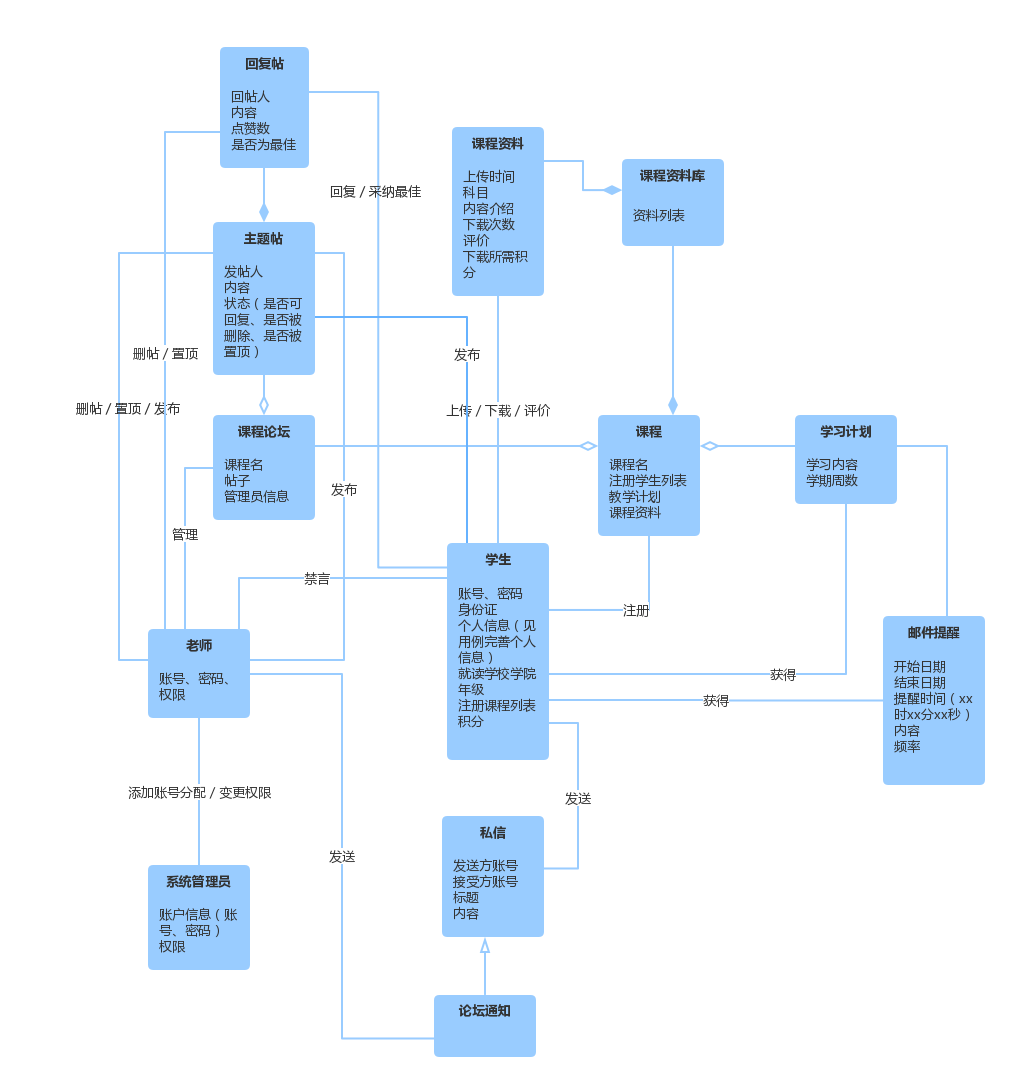 回复帖
回帖人
内容
点赞数
是否为最佳
回复 / 采纳最佳
课程资料
上传时间
科目
内容介绍
下载次数
评价
下载所需积
分
课程资料库
资料列表
主题帖
发帖人
内容
状态（是否可
回复、是否被
删除、是否被
置顶）
删帖 / 置顶
删帖 / 置顶 / 发布
发布
上传 / 下载 / 评价
课程论坛
课程名
帖子
管理员信息
课程
课程名
注册学生列表
教学计划
课程资料
学习计划
学习内容
学期周数
发布
管理
禁言
学生
账号、密码
身份证
个人信息（见
用例完善个人
信息）
就读学校学院
年级
注册课程列表
积分
注册
获得
获得
老师
账号、密码、
权限
邮件提醒
开始日期
结束日期
提醒时间（xx
时xx分xx秒）
内容
频率
添加账号分配 / 变更权限
发送
发送
私信
发送方账号
接受方账号
标题
内容
系统管理员
账户信息（账
号、密码）
权限
论坛通知